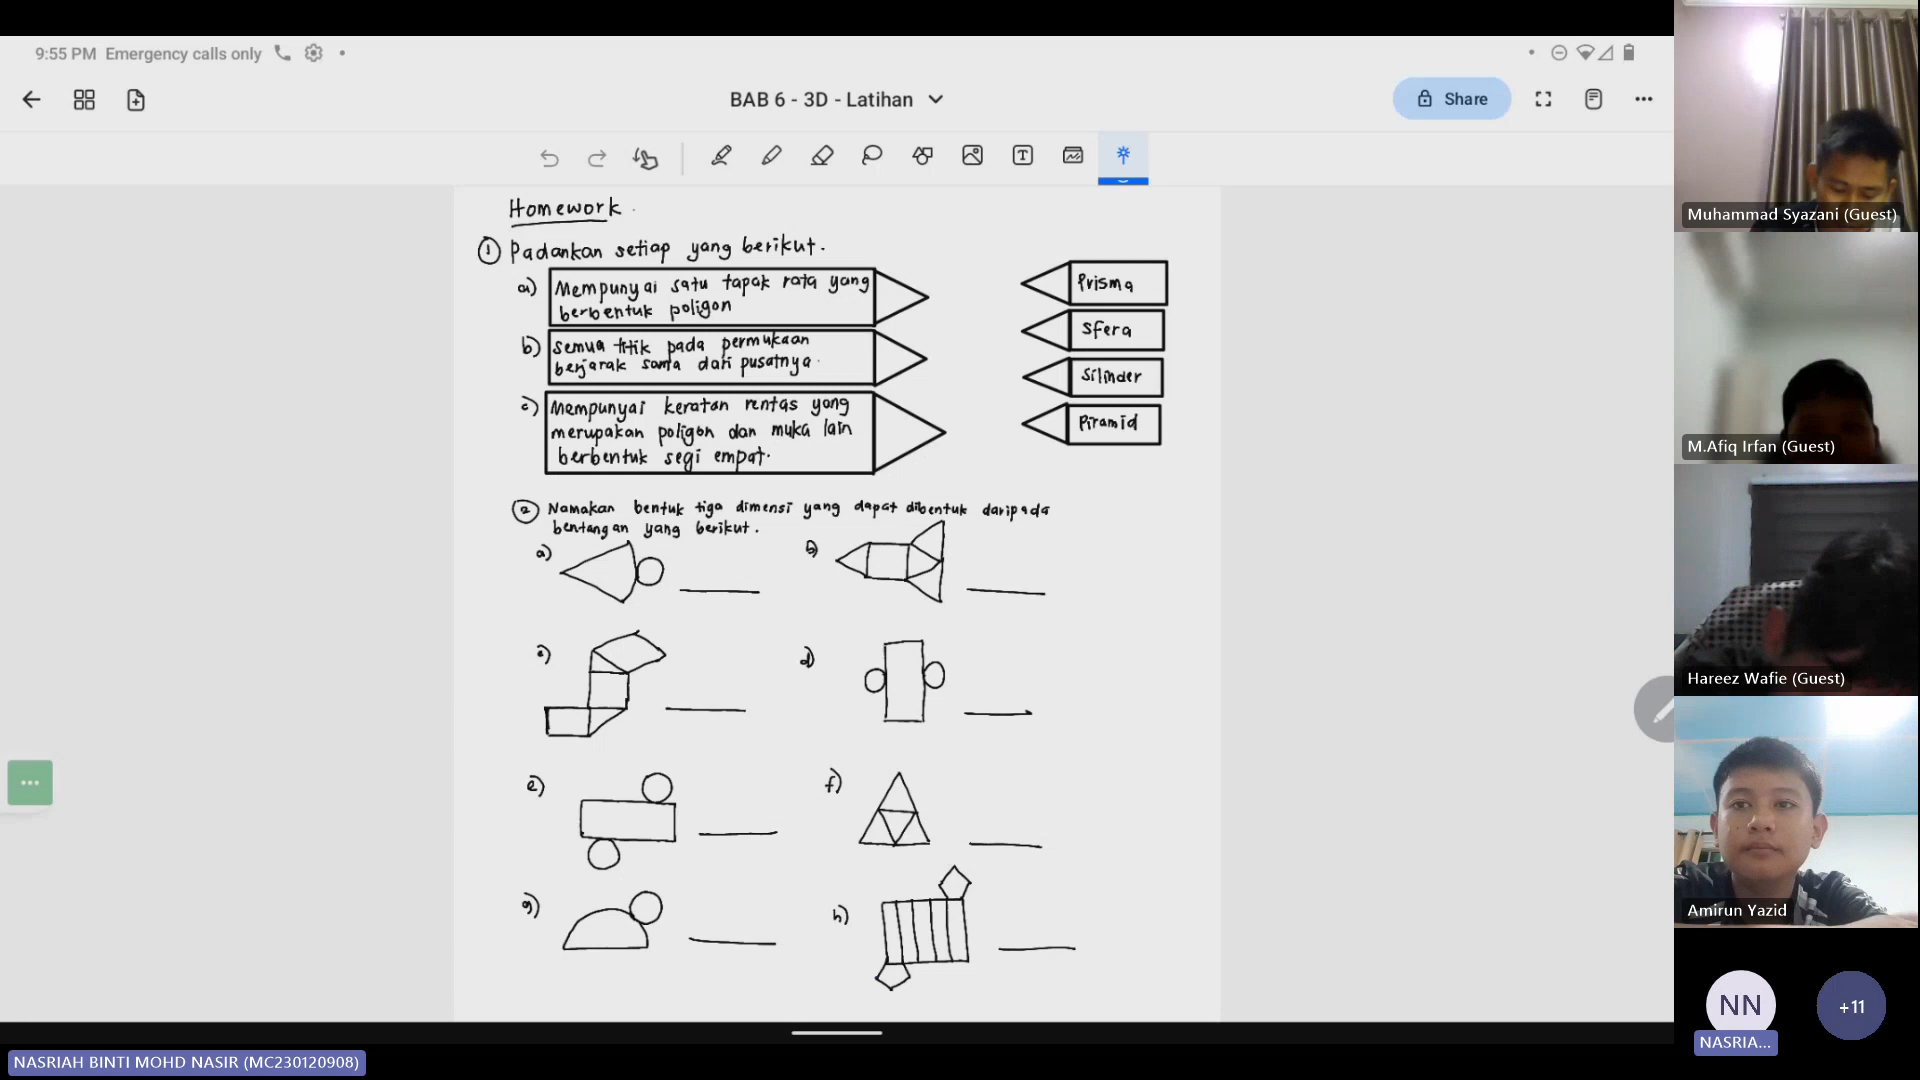 9:55 PM Emergency calls only
BAB 6 - 3D - Latihan
Share
Homework
1 Padankan setiap yang berikut.
a) Mempunyai satu tapak rata yang
berbentuk poligon
b) Semua titik pada permukaan
berjarak sama dari pusatnya.
c) Mempunyai keratan rentas yang
merupakan poligon dan muka lain
berbentuk segi empat.
Prisma
Sfera
Silinder
Piramid
2 Namakan bentuk tiga dimensi yang dapat dibentuk daripada
bentangan yang berikut.
a)
b)
c)
d)
e)
f)
g)
h)
Muhammad Syazani (Guest)
M.Afiq Irfan (Guest)
Hareez Wafie (Guest)
Amirun Yazid
NN
+11
NASRIA...
NASRIAH BINTI MOHD NASIR (MC230120908)